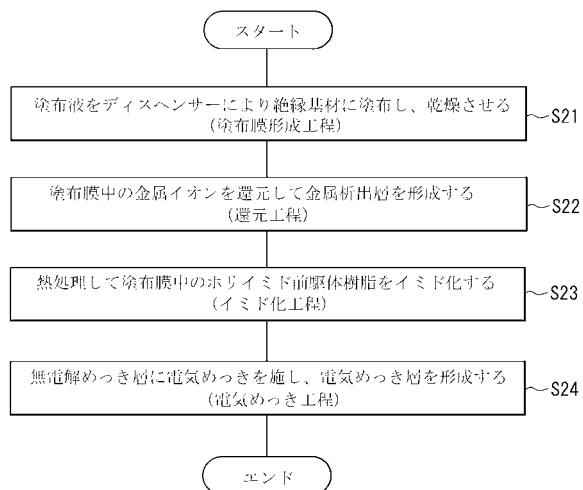 スタート
塗布液をディスペンサーにより絶縁基材に塗布し、乾燥させる
(塗布膜形成工程)
S21
塗布膜中の金属イオンを還元して金属析出層を形成する
(還元工程)
S22
熱処理して塗布膜中のポリイミド前駆体樹脂をイミド化する
(イミド化工程)
S23
無電解めっき層に電気めっきを施し、電気めっき層を形成する
(電気めっき工程)
S24
エンド